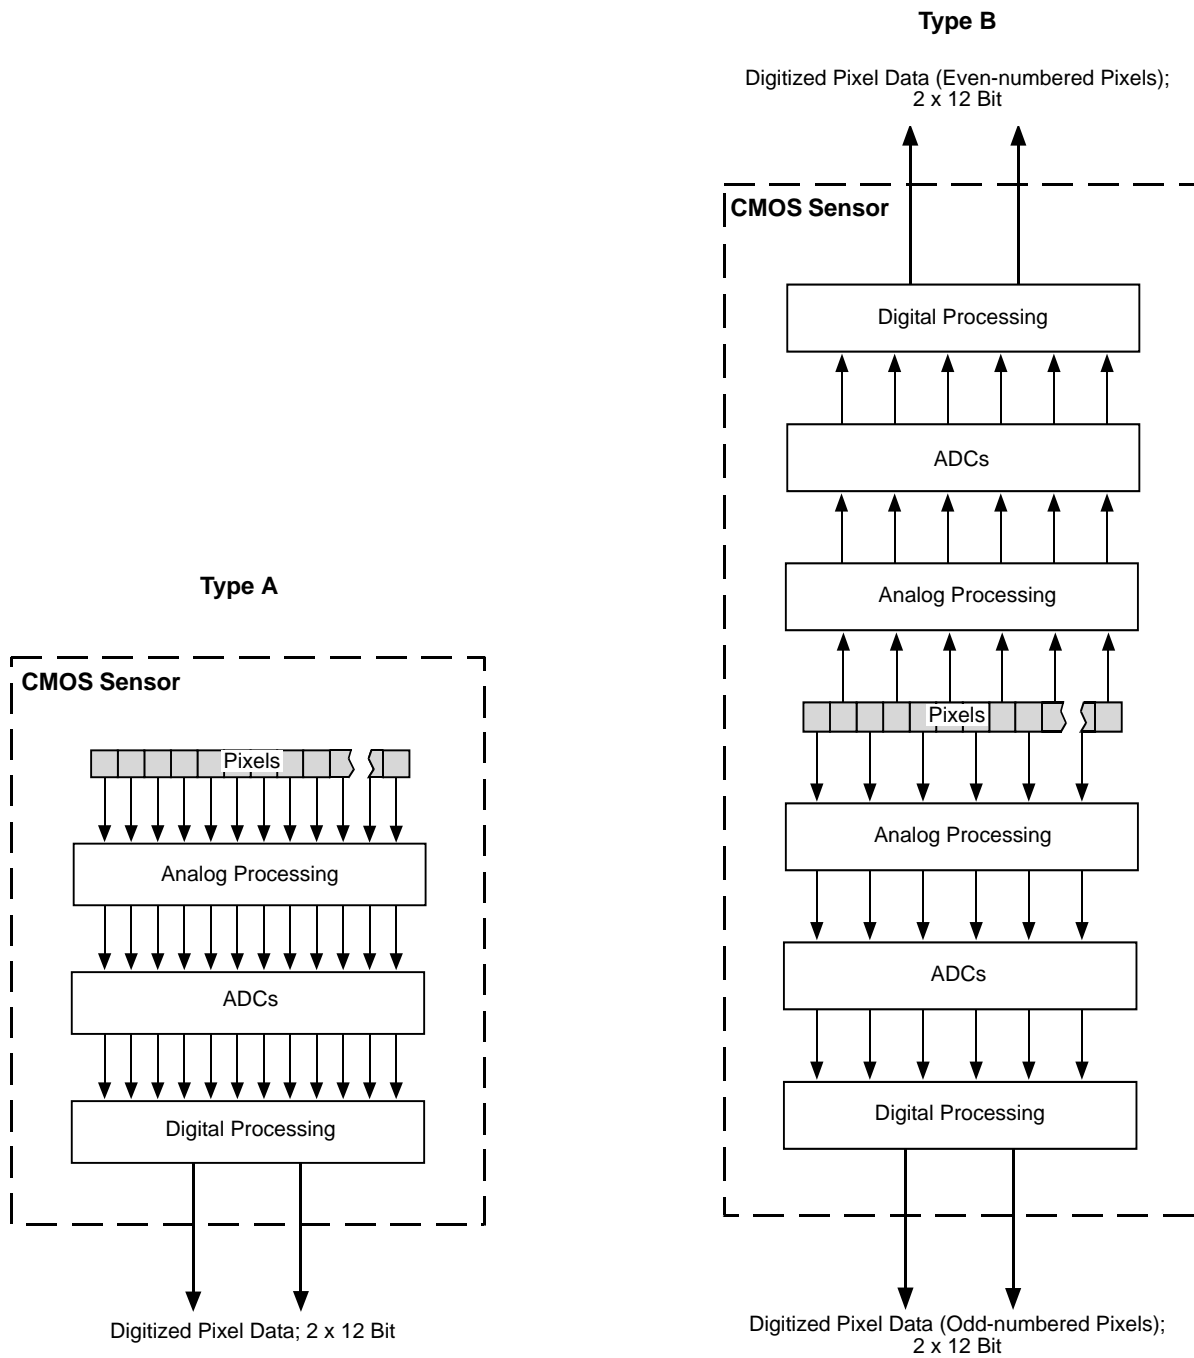 Type A
CMOS Sensor
Pixels
Analog Processing
ADCs
Digital Processing
Digitized Pixel Data; 2 x 12 Bit
Type B
Digitized Pixel Data (Even-numbered Pixels);
2 x 12 Bit
CMOS Sensor
Digital Processing
ADCs
Analog Processing
Pixels
Analog Processing
ADCs
Digital Processing
Digitized Pixel Data (Odd-numbered Pixels);
2 x 12 Bit